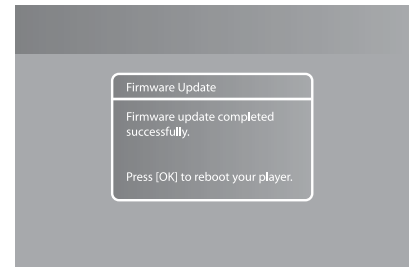 Firmware Update
Firmware update completed
successfully.
Press [OK] to reboot your player.